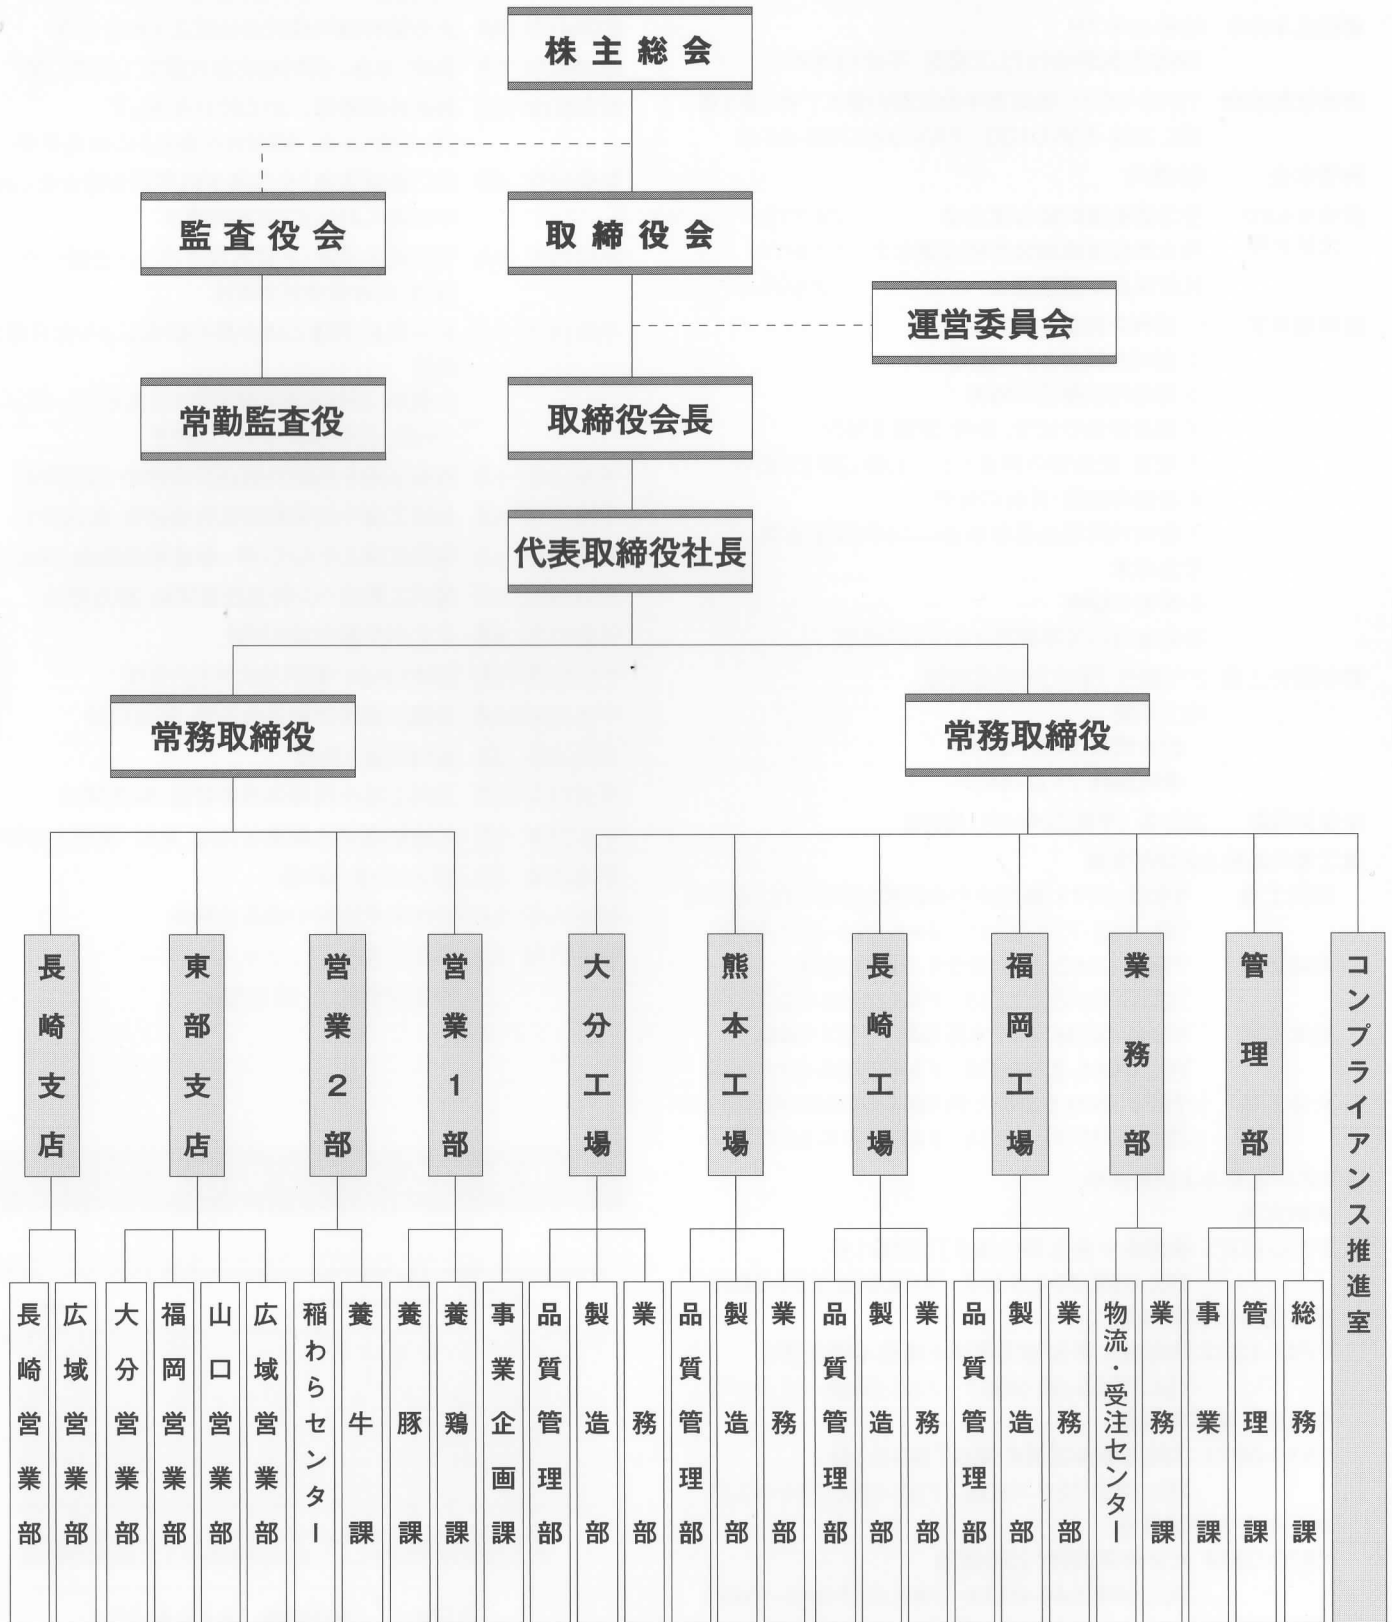 株主総会
監査役会
取締役会
運営委員会
常勤監査役
取締役会長
代表取締役社長
常務取締役
常務取締役
長崎支店
東部支店
営業2部
営業1部
大分工場
熊本工場
長崎工場
福岡工場
業務部
管理部
コンプライアンス推進室
長崎営業部
広域営業部
大分営業部
福岡営業部
山口営業部
広域営業部
稲わらセンター
養牛課
養豚課
養鶏課
事業企画課
品質管理部
製造部
業務部
品質管理部
製造部
業務部
品質管理部
製造部
業務部
品質管理部
製造部
業務部
物流・受注センター
業務課
事業課
管理課
総務課